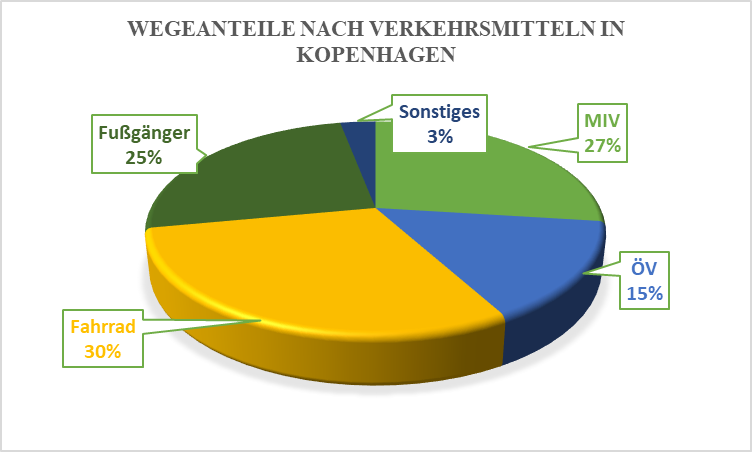 WEGEANTEILE NACH VERKEHRSMITTELN IN
KOPENHAGEN
Sonstiges
3%
MIV
27%
Fußgänger
25%
ÖV
15%
Fahrrad
30%